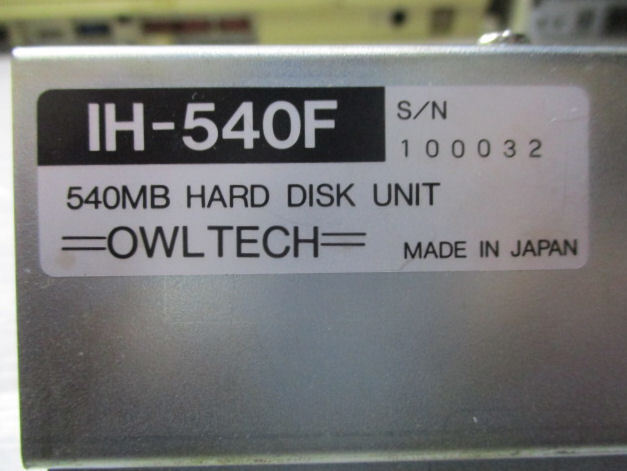 IH-540F
S/N
100032
540MB HARD DISK UNIT
=OWLTECH=
MADE IN JAPAN